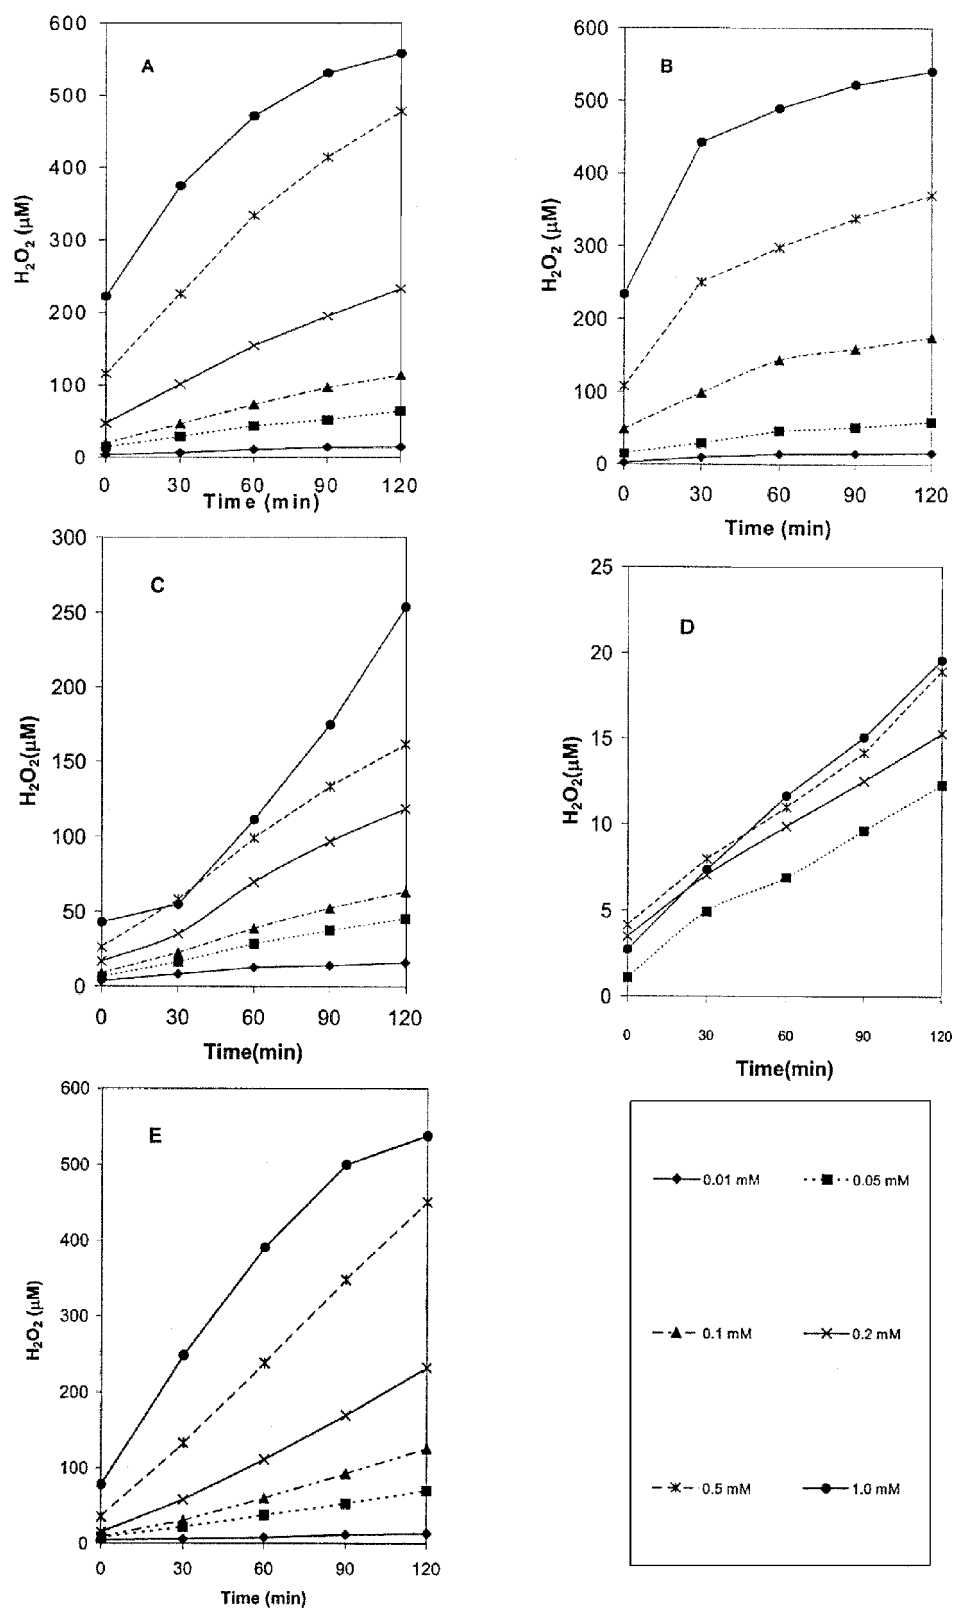 A
600
500
400
300
200
100
0
H₂O₂ (µM)
0 30 60 90 120
Time (min)
B
600
500
400
300
200
100
0
H₂O₂ (µM)
0 30 60 90 120
Time (min)
C
300
250
200
150
100
50
0
H₂O₂(µM)
0 30 60 90 120
Time(min)
D
25
20
15
10
5
0
H₂O₂(µM)
0 30 60 90 120
Time(min)
E
600
500
400
300
200
100
0
H₂O₂ (µM)
0 30 60 90 120
Time (min)
0.01 mM 0.05 mM
0.1 mM 0.2 mM
0.5 mM 1.0 mM